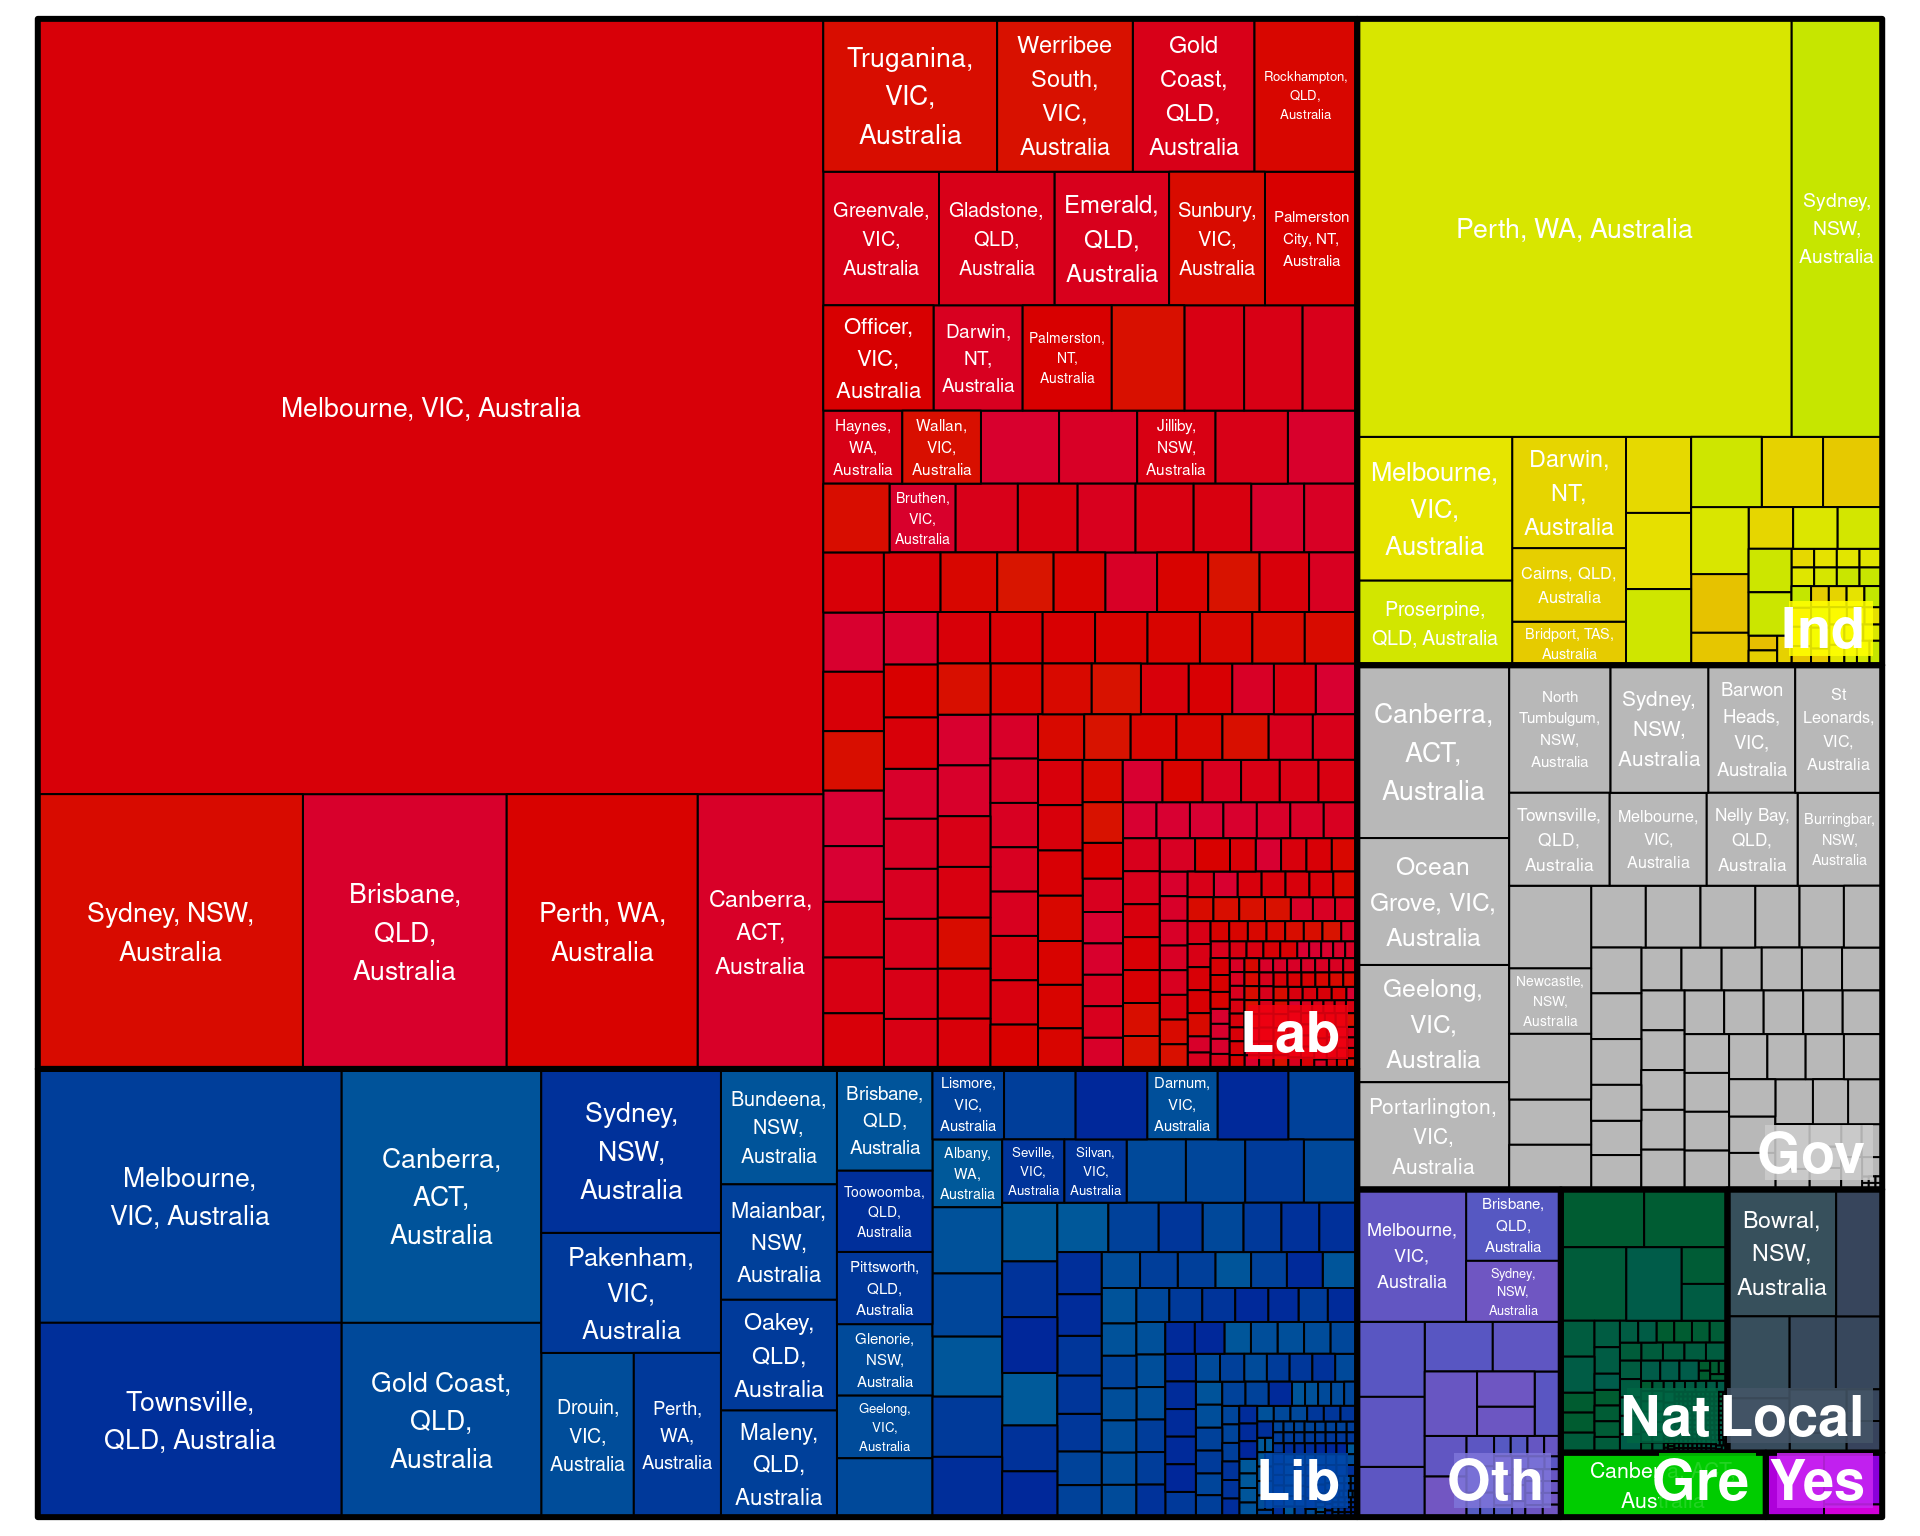 Melbourne, VIC, Australia
Sydney, NSW,
Australia
Brisbane,
QLD,
Australia
Perth, WA,
Australia
Canberra,
ACT,
Australia
Truganina,
VIC,
Australia
Werribee
South,
VIC,
Australia
Gold
Coast,
QLD,
Australia
Rockhampton,
QLD,
Australia
Greenvale,
VIC,
Australia
Gladstone,
QLD,
Australia
Emerald,
QLD,
Australia
Sunbury,
VIC,
Australia
Palmerston
City, NT,
Australia
Officer,
VIC,
Australia
Darwin,
NT,
Australia
Palmerston,
NT,
Australia
Haynes,
WA,
Australia
Wallan,
VIC,
Australia
Jilliby,
NSW,
Australia
Bruthen,
VIC,
Australia
Lab
Perth, WA, Australia
Sydney,
NSW,
Australia
Melbourne,
VIC,
Australia
Darwin,
NT,
Australia
Cairns, QLD,
Australia
Proserpine,
QLD, Australia
Bridport, TAS,
Australia
Ind
Canberra,
ACT,
Australia
North
Tumbulgum,
NSW,
Australia
Sydney,
NSW,
Australia
Barwon
Heads,
VIC,
Australia
St
Leonards,
VIC,
Australia
Townsville,
QLD,
Australia
Melbourne,
VIC,
Australia
Nelly Bay,
QLD,
Australia
Burringbar,
NSW,
Australia
Ocean
Grove, VIC,
Australia
Geelong,
VIC,
Australia
Newcastle,
NSW,
Australia
Portarlington,
VIC,
Australia
Gov
Melbourne,
VIC, Australia
Townsville,
QLD, Australia
Canberra,
ACT,
Australia
Gold Coast,
QLD,
Australia
Sydney,
NSW,
Australia
Pakenham,
VIC,
Australia
Drouin,
VIC,
Australia
Perth,
WA,
Australia
Bundeena,
NSW,
Australia
Maianbar,
NSW,
Australia
Oakey,
QLD,
Australia
Maleny,
QLD,
Australia
Brisbane,
QLD,
Australia
Toowoomba,
QLD,
Australia
Pittsworth,
QLD,
Australia
Glenorie,
NSW,
Australia
Geelong,
VIC,
Australia
Lismore,
VIC,
Australia
Darnum,
VIC,
Australia
Albany,
WA,
Australia
Seville,
VIC,
Australia
Silvan,
VIC,
Australia
Lib
Melbourne,
VIC,
Australia
Brisbane,
QLD,
Australia
Sydney,
NSW,
Australia
Oth
Nat
Bowral,
NSW,
Australia
Local
Canberra, ACT,
Australia
Gre
Yes